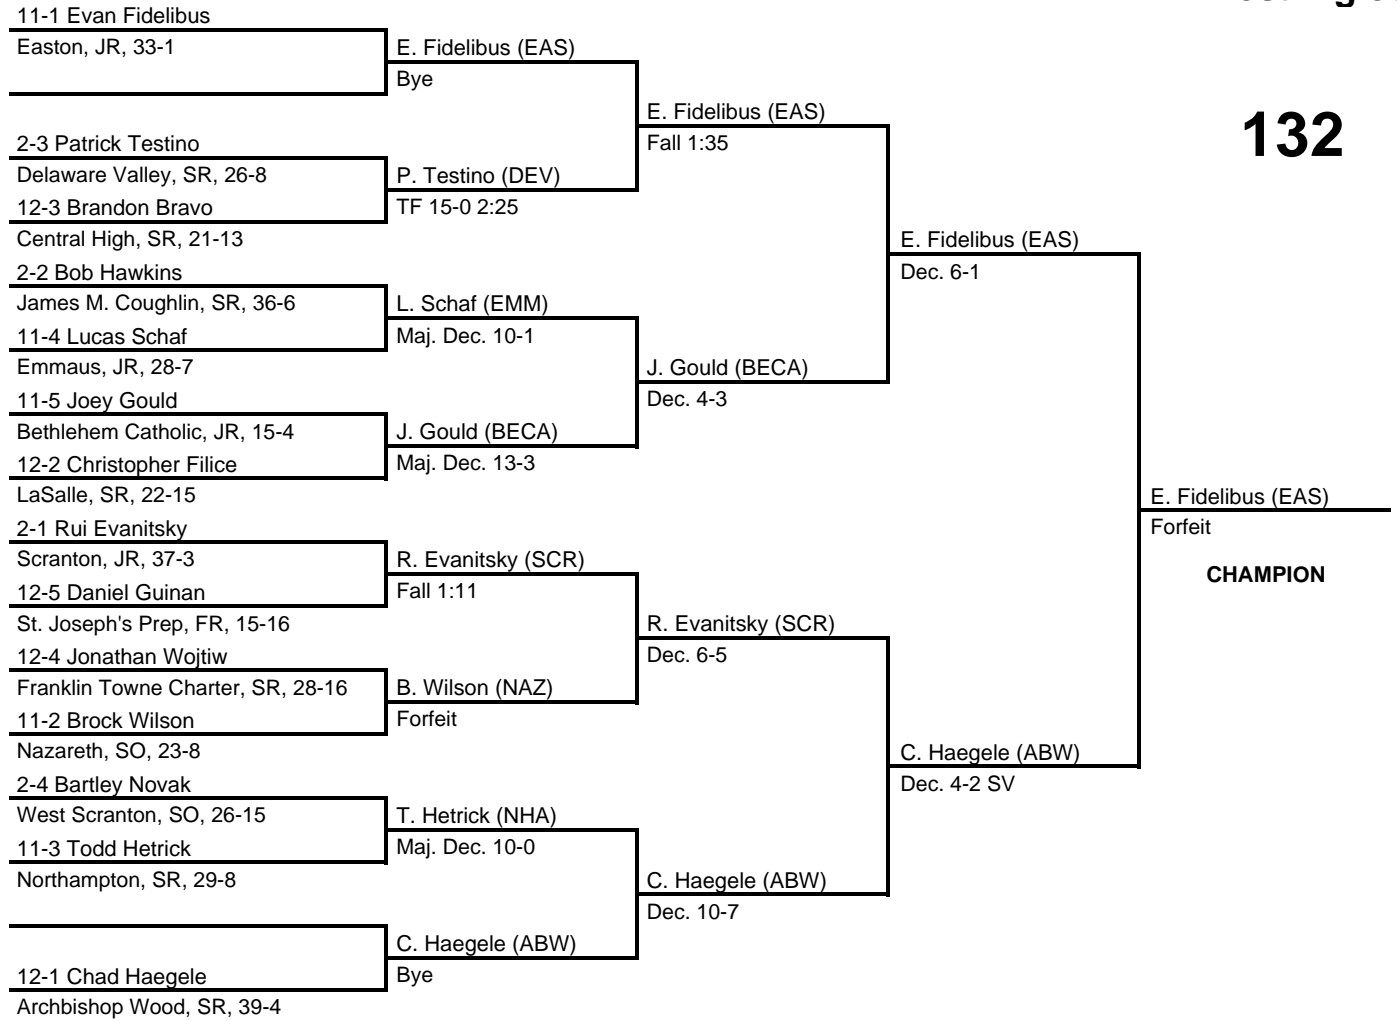 11-1 Evan Fidelibus
Easton, JR, 33-1
2-3 Patrick Testino
Delaware Valley, SR, 26-8
12-3 Brandon Bravo
Central High, SR, 21-13
2-2 Bob Hawkins
James M. Coughlin, SR, 36-6
11-4 Lucas Schaf
Emmaus, JR, 28-7
11-5 Joey Gould
Bethlehem Catholic, JR, 15-4
12-2 Christopher Filice
LaSalle, SR, 22-15
2-1 Rui Evanitsky
Scranton, JR, 37-3
12-5 Daniel Guinan
St. Joseph's Prep, FR, 15-16
12-4 Jonathan Wojtiw
Franklin Towne Charter, SR, 28-16
11-2 Brock Wilson
Nazareth, SO, 23-8
2-4 Bartley Novak
West Scranton, SO, 26-15
11-3 Todd Hetrick
Northampton, SR, 29-8
12-1 Chad Haegele
Archbishop Wood, SR, 39-4
E. Fidelibus (EAS)
Bye
P. Testino (DEV)
TF 15-0 2:25
L. Schaf (EMM)
Maj. Dec. 10-1
J. Gould (BECA)
Maj. Dec. 13-3
R. Evanitsky (SCR)
Fall 1:11
B. Wilson (NAZ)
Forfeit
T. Hetrick (NHA)
Maj. Dec. 10-0
C. Haegele (ABW)
Bye
E. Fidelibus (EAS)
Fall 1:35
J. Gould (BECA)
Dec. 4-3
R. Evanitsky (SCR)
Dec. 6-5
C. Haegele (ABW)
Dec. 10-7
E. Fidelibus (EAS)
Dec. 6-1
C. Haegele (ABW)
Dec. 4-2 SV
132
E. Fidelibus (EAS)
Forfeit
CHAMPION